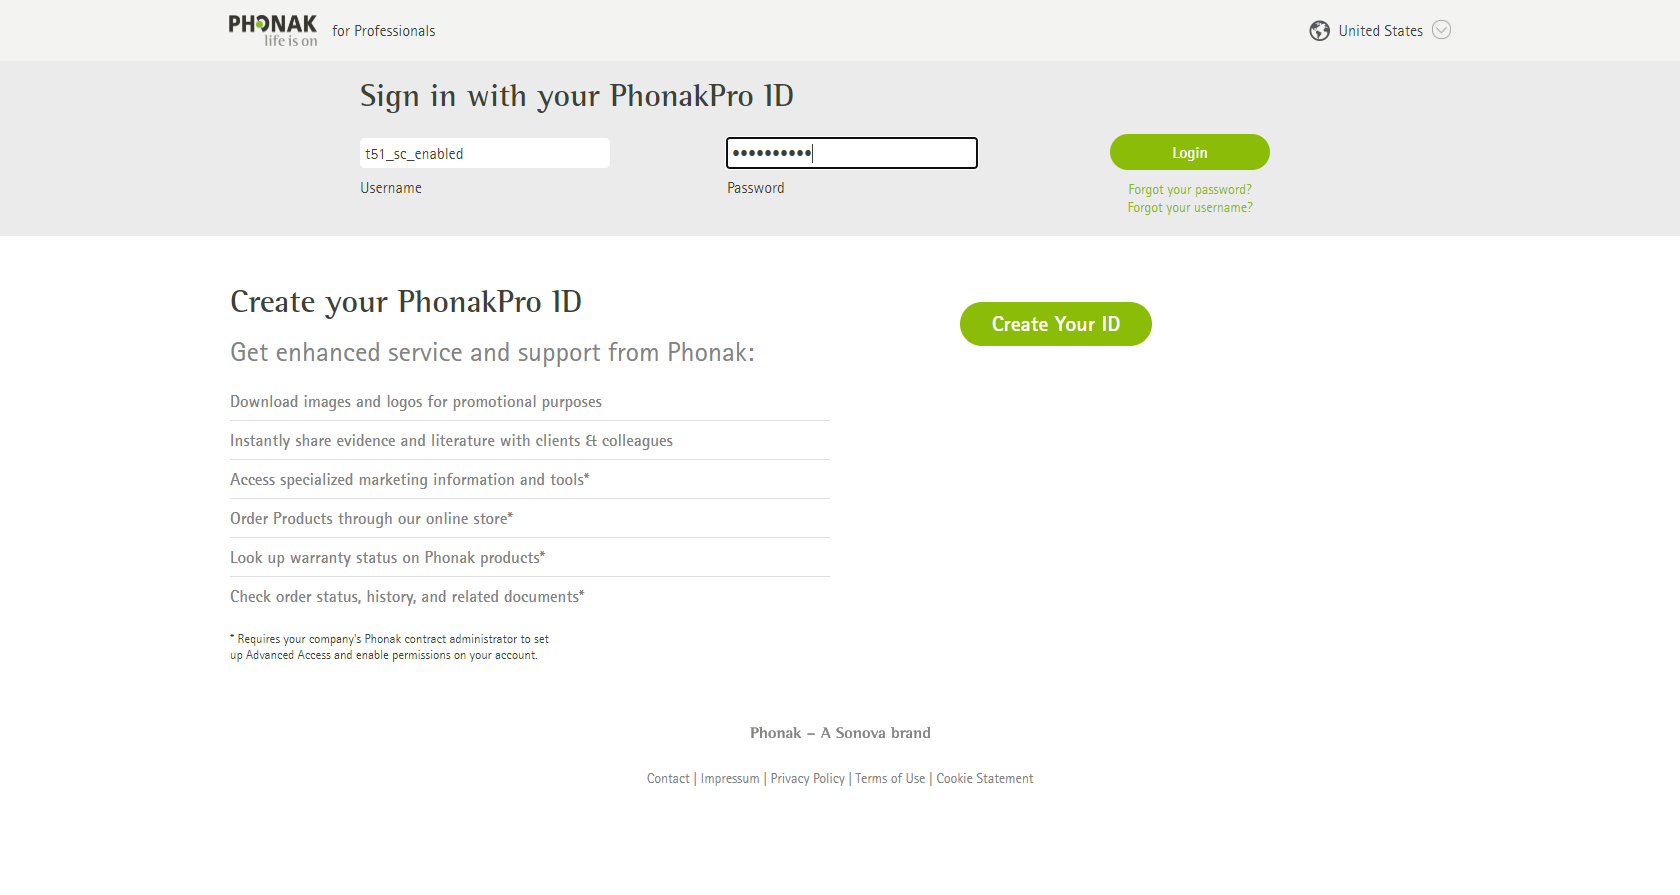 PHONAK
life is on
for Professionals
United States
Sign in with your PhonakPro ID
t51_sc_enabled
••••••••••
Login
Username
Password
Forgot your password?
Forgot your username?
Create your PhonakPro ID
Create Your ID
Get enhanced service and support from Phonak:
Download images and logos for promotional purposes
Instantly share evidence and literature with clients & colleagues
Access specialized marketing information and tools*
Order Products through our online store*
Look up warranty status on Phonak products*
Check order status, history, and related documents*
* Requires your company's Phonak contract administrator to set
up Advanced Access and enable permissions on your account.
Phonak – A Sonova brand
Contact | Impressum | Privacy Policy | Terms of Use | Cookie Statement